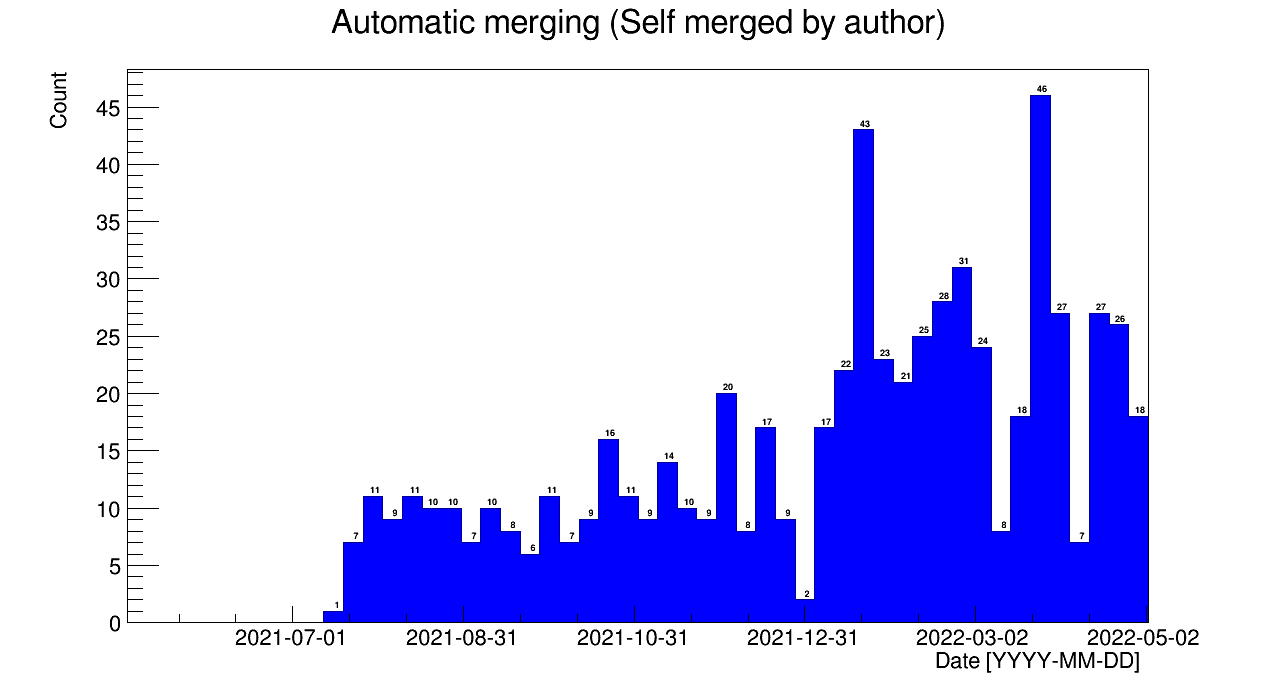 Automatic merging (Self merged by author)
Count
45
40
35
30
25
20
15
10
5
0
1 7 11 9 11 10 10 7 10 8 6 11 7 9 16 11 9 14 10 9 20 8 17 9 2 17 22 43 23 21 25 28 31 24 8 18 46 27 7 27 26 18
2021-07-01 2021-08-31 2021-10-31 2021-12-31 2022-03-02 2022-05-02
Date [YYYY-MM-DD]